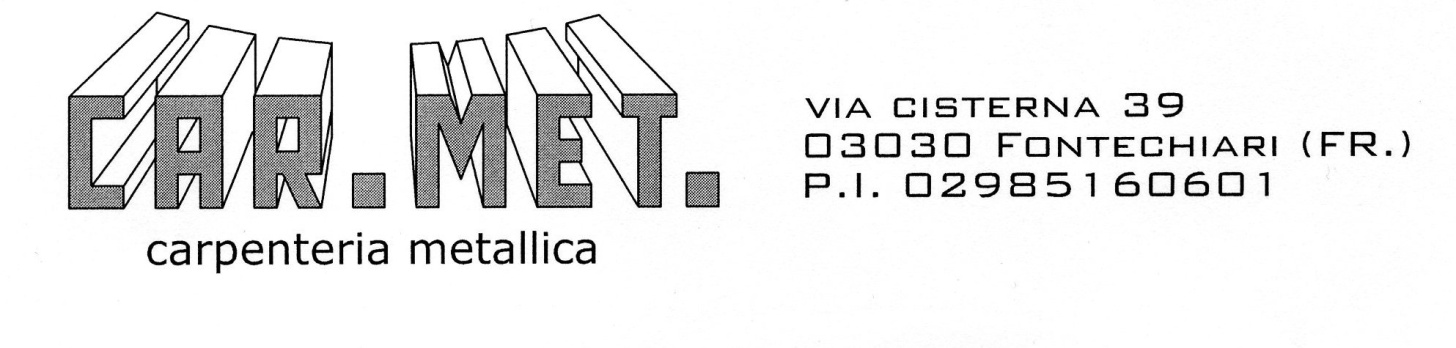 CAR.MET.
carpenteria metallica
VIA CISTERNA 39
03030 FONTECHIARI (FR.)
P.I. 02985160601